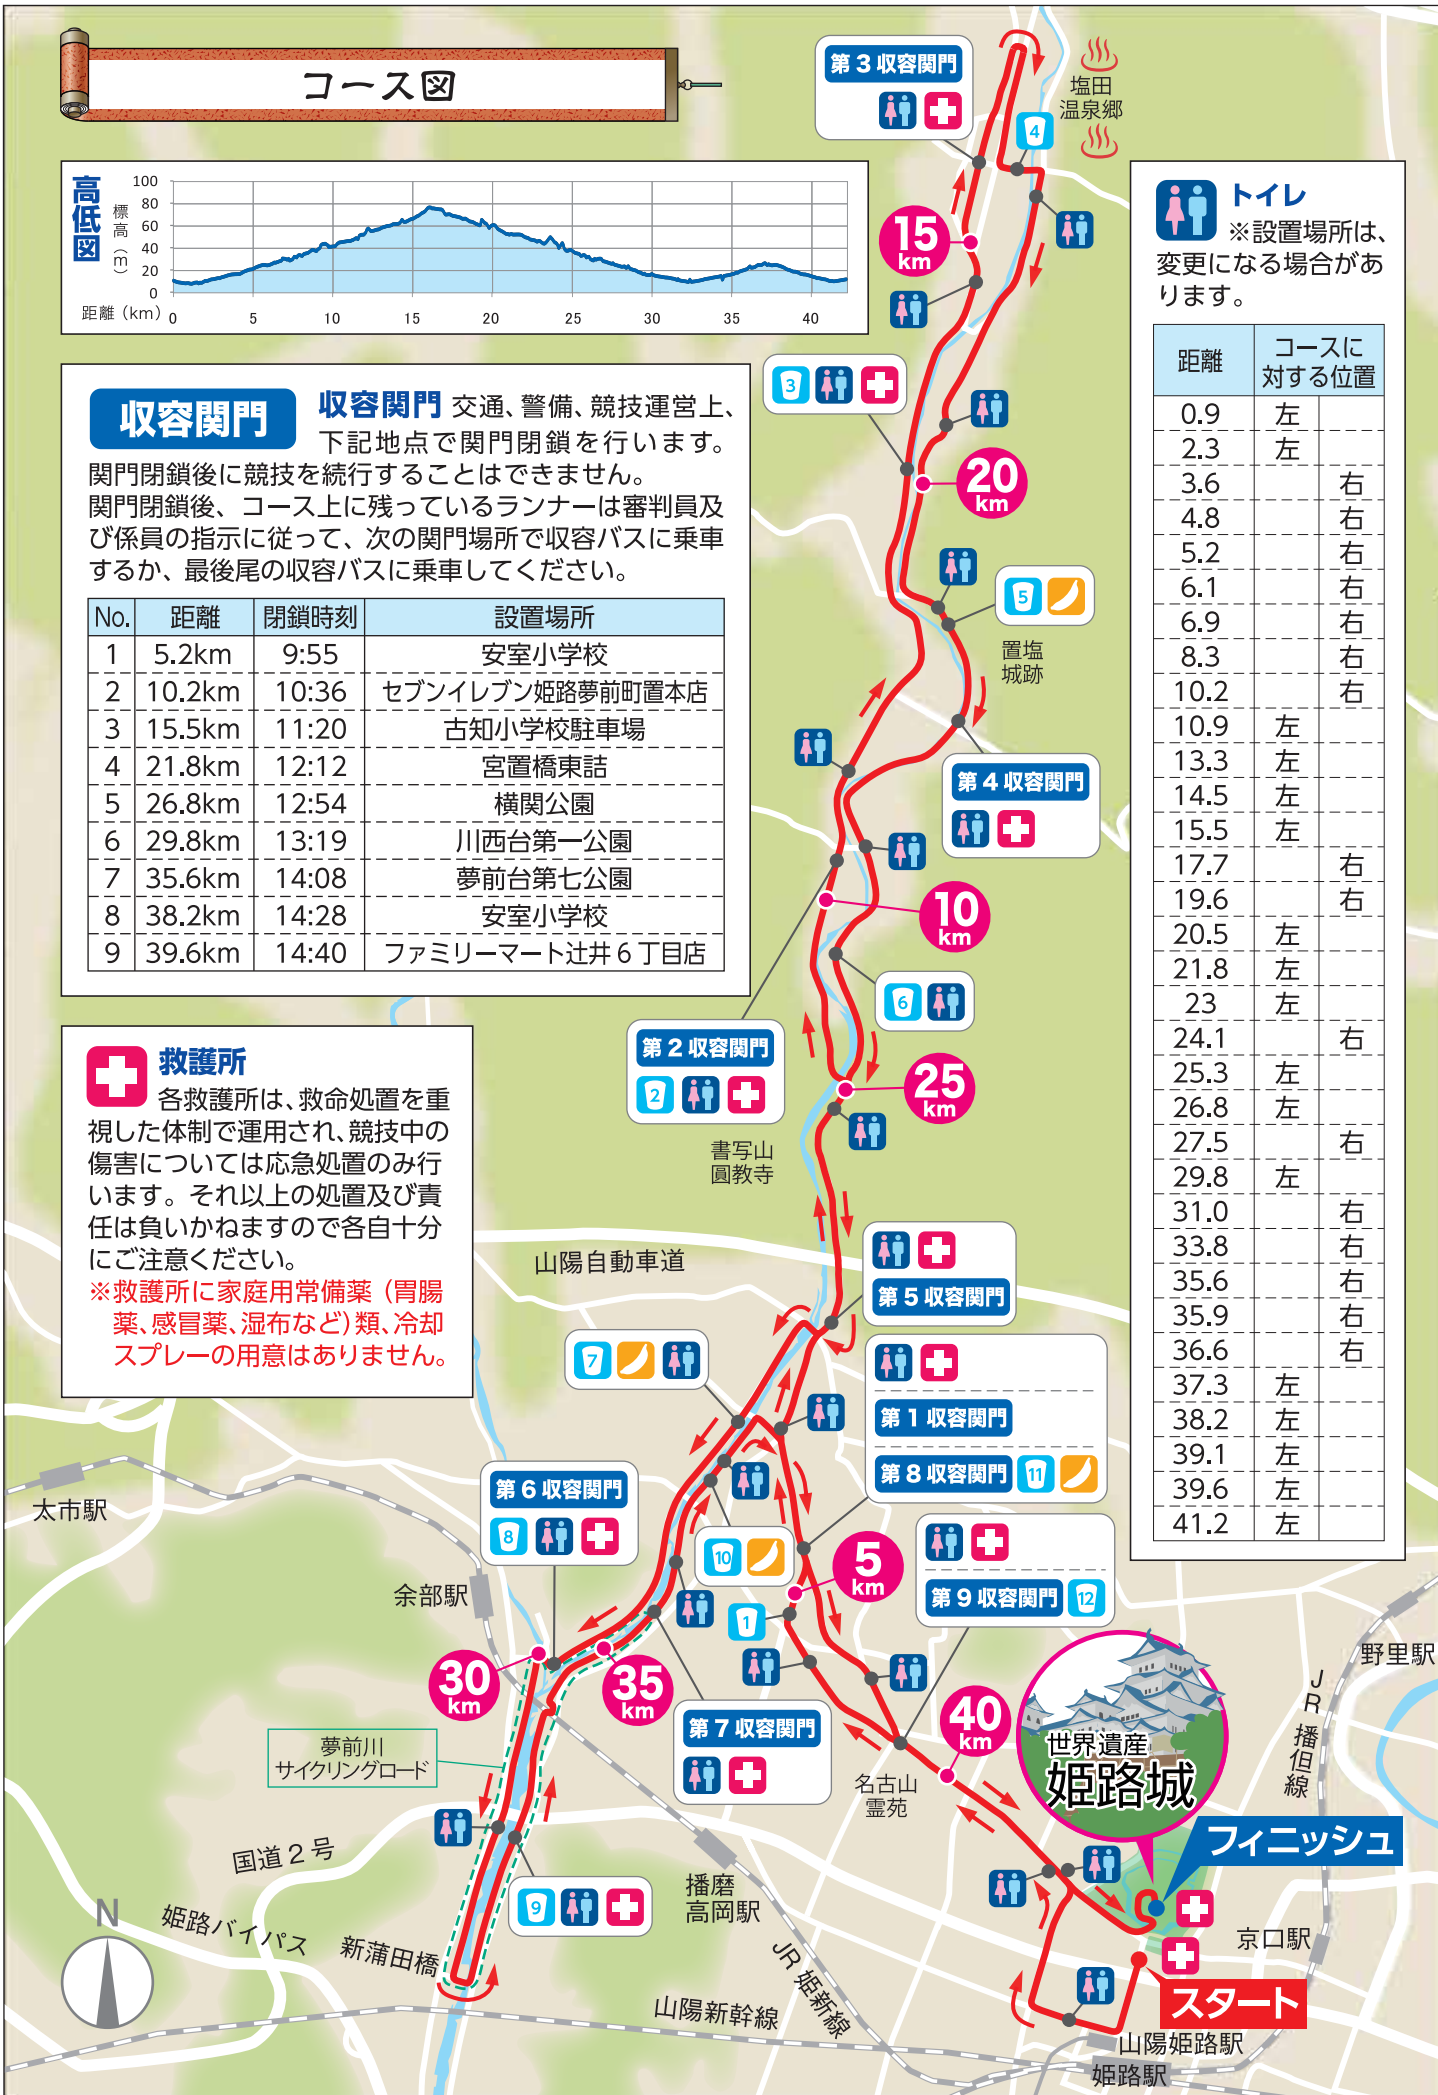 コース図
高低図
標高(m)
100
80
60
40
20
0
距離(km)
0 5 10 15 20 25 30 35 40
収容関門
収容関門 交通、警備、競技運営上、
下記地点で関門閉鎖を行います。
関門閉鎖後に競技を続行することはできません。
関門閉鎖後、コース上に残っているランナーは審判員及
び係員の指示に従って、次の関門場所で収容バスに乗車
するか、最後尾の収容バスに乗車してください。
No. 距離 閉鎖時刻 設置場所
1 5.2km 9:55 安室小学校
2 10.2km 10:36 セブンイレブン姫路夢前町置本店
3 15.5km 11:20 古知小学校駐車場
4 21.8km 12:12 宮置橋東詰
5 26.8km 12:54 横関公園
6 29.8km 13:19 川西台第一公園
7 35.6km 14:08 夢前台第七公園
8 38.2km 14:28 安室小学校
9 39.6km 14:40 ファミリーマート辻井6丁目店
救護所
各救護所は、救命処置を重
視した体制で運用され、競技中の
傷害については応急処置のみ行
います。それ以上の処置及び責
任は負いかねますので各自十分
にご注意ください。
※救護所に家庭用常備薬(胃腸
薬、感冒薬、湿布など)類、冷却
スプレーの用意はありません。
トイレ
※設置場所は、
変更になる場合があ
ります。
距離 コースに
対する位置
0.9 左
2.3 左
3.6 右
4.8 右
5.2 右
6.1 右
6.9 右
8.3 右
10.2 右
10.9 左
13.3 左
14.5 左
15.5 左
17.7 右
19.6 右
20.5 左
21.8 左
23 左
24.1 右
25.3 左
26.8 左
27.5 右
29.8 左
31.0 右
33.8 右
35.6 右
35.9 右
36.6 右
37.3 左
38.2 左
39.1 左
39.6 左
41.2 左
第3収容関門
塩田
温泉郷
4
15
km
3
20
km
5
置塩
城跡
第4収容関門
10
km
6
第2収容関門
2
25
km
書写山
圓教寺
山陽自動車道
第5収容関門
7
第1収容関門
第8収容関門 11
太市駅
第6収容関門
8
10
5
km
第9収容関門 12
余部駅
1
野里駅
30
km
35
km
第7収容関門
40
km
JR播但線
世界遺産
姫路城
夢前川
サイクリングロード
名古山
霊苑
フィニッシュ
国道2号
播磨
高岡駅
9
N
姫路バイパス
新蒲田橋
京口駅
JR姫新線
スタート
山陽新幹線
山陽姫路駅
姫路駅